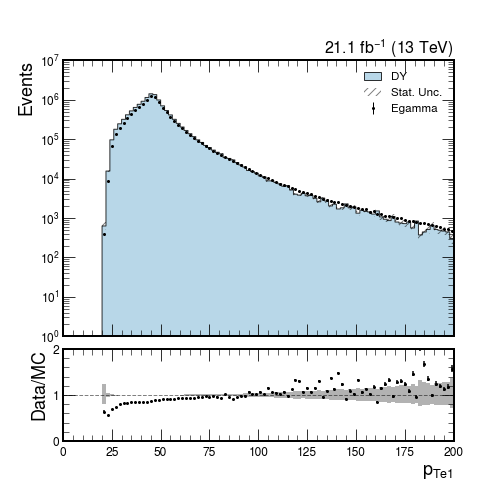 21.1 fb⁻¹ (13 TeV)
Events
10⁷
10⁶
10⁵
10⁴
10³
10²
10¹
10⁰
DY
Stat. Unc.
Egamma
Data/MC
2
1
0
0 25 50 75 100 125 150 175 200
pTe1